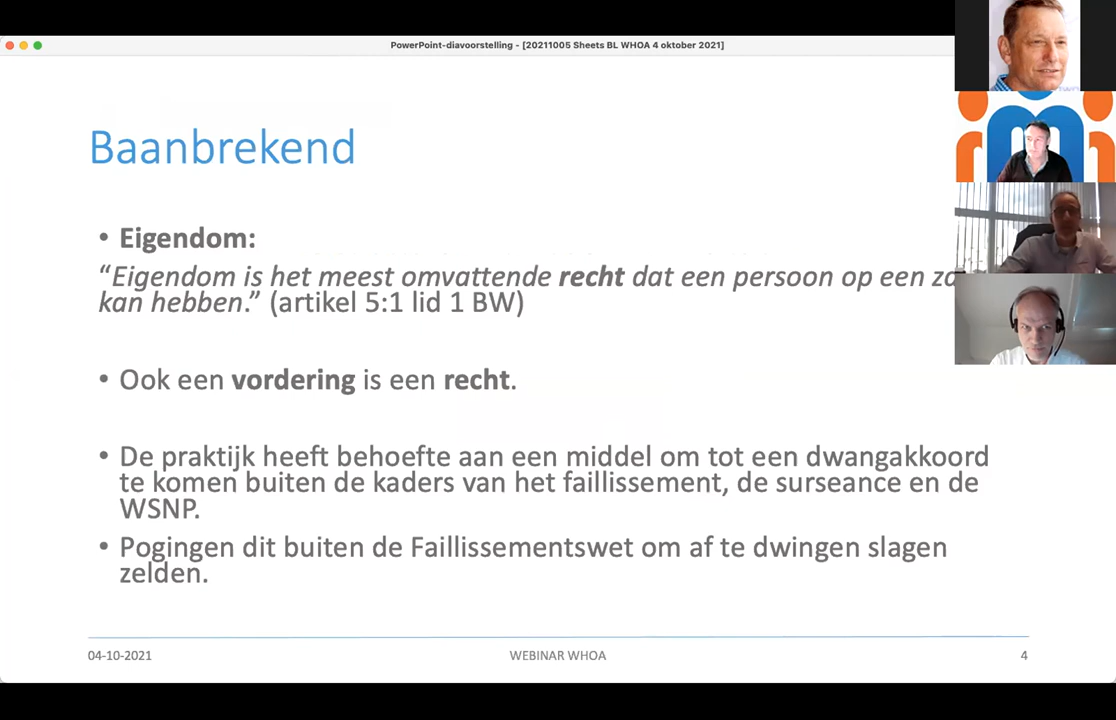 PowerPoint-diavoorstelling - [20211005 Sheets BL WHOA 4 oktober 2021]
Baanbrekend
• Eigendom:
“Eigendom is het meest omvattende recht dat een persoon op een
kan hebben.” (artikel 5:1 lid 1 BW)
• Ook een vordering is een recht.
• De praktijk heeft behoefte aan een middel om tot een dwangakkoord
te komen buiten de kaders van het faillissement, de surseance en de
WSNP.
• Pogingen dit buiten de Faillissementswet om af te dwingen slagen
zelden.
04-10-2021
WEBINAR WHOA
4